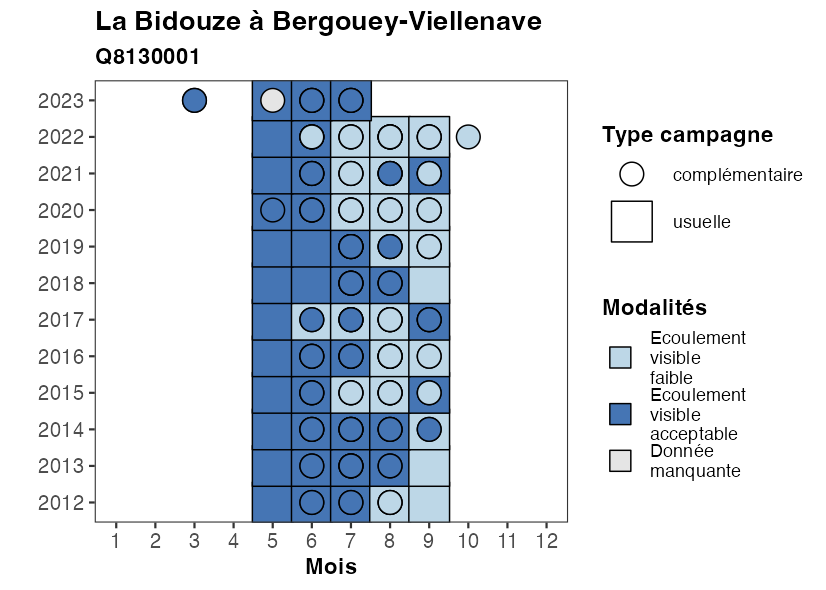 La Bidouze à Bergouey-Viellenave
Q8130001
2023
2022
2021
2020
2019
2018
2017
2016
2015
2014
2013
2012
1 2 3 4 5 6 7 8 9 10 11 12
Mois
Type campagne
complémentaire
usuelle
Modalités
Ecoulement
visible
faible
Ecoulement
visible
acceptable
Donnée
manquante